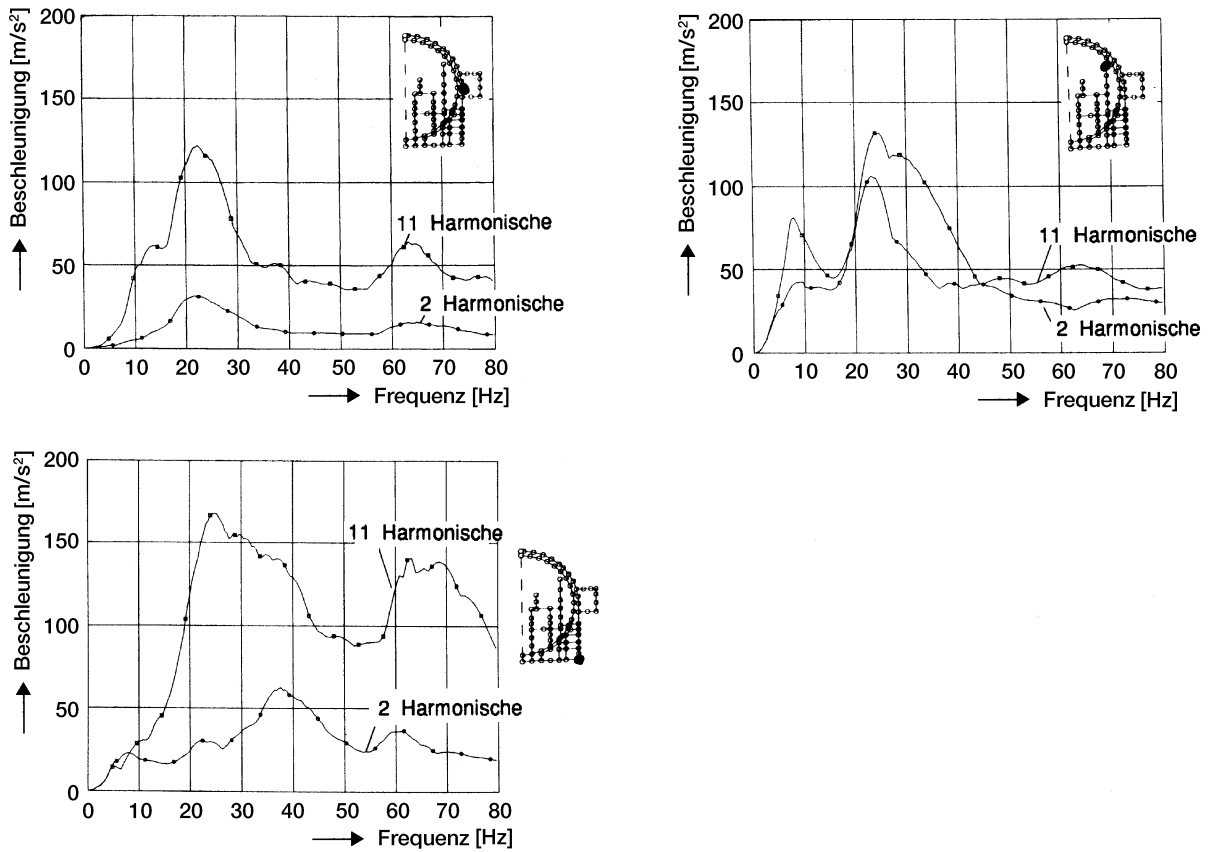 Beschleunigung [m/s²]
200
150
100
50
0
11 Harmonische
2 Harmonische
0 10 20 30 40 50 60 70 80
Frequenz [Hz]
Beschleunigung [m/s²]
200
150
100
50
0
11 Harmonische
2 Harmonische
0 10 20 30 40 50 60 70 80
Frequenz [Hz]
Beschleunigung [m/s²]
200
150
100
50
0
11 Harmonische
2 Harmonische
0 10 20 30 40 50 60 70 80
Frequenz [Hz]